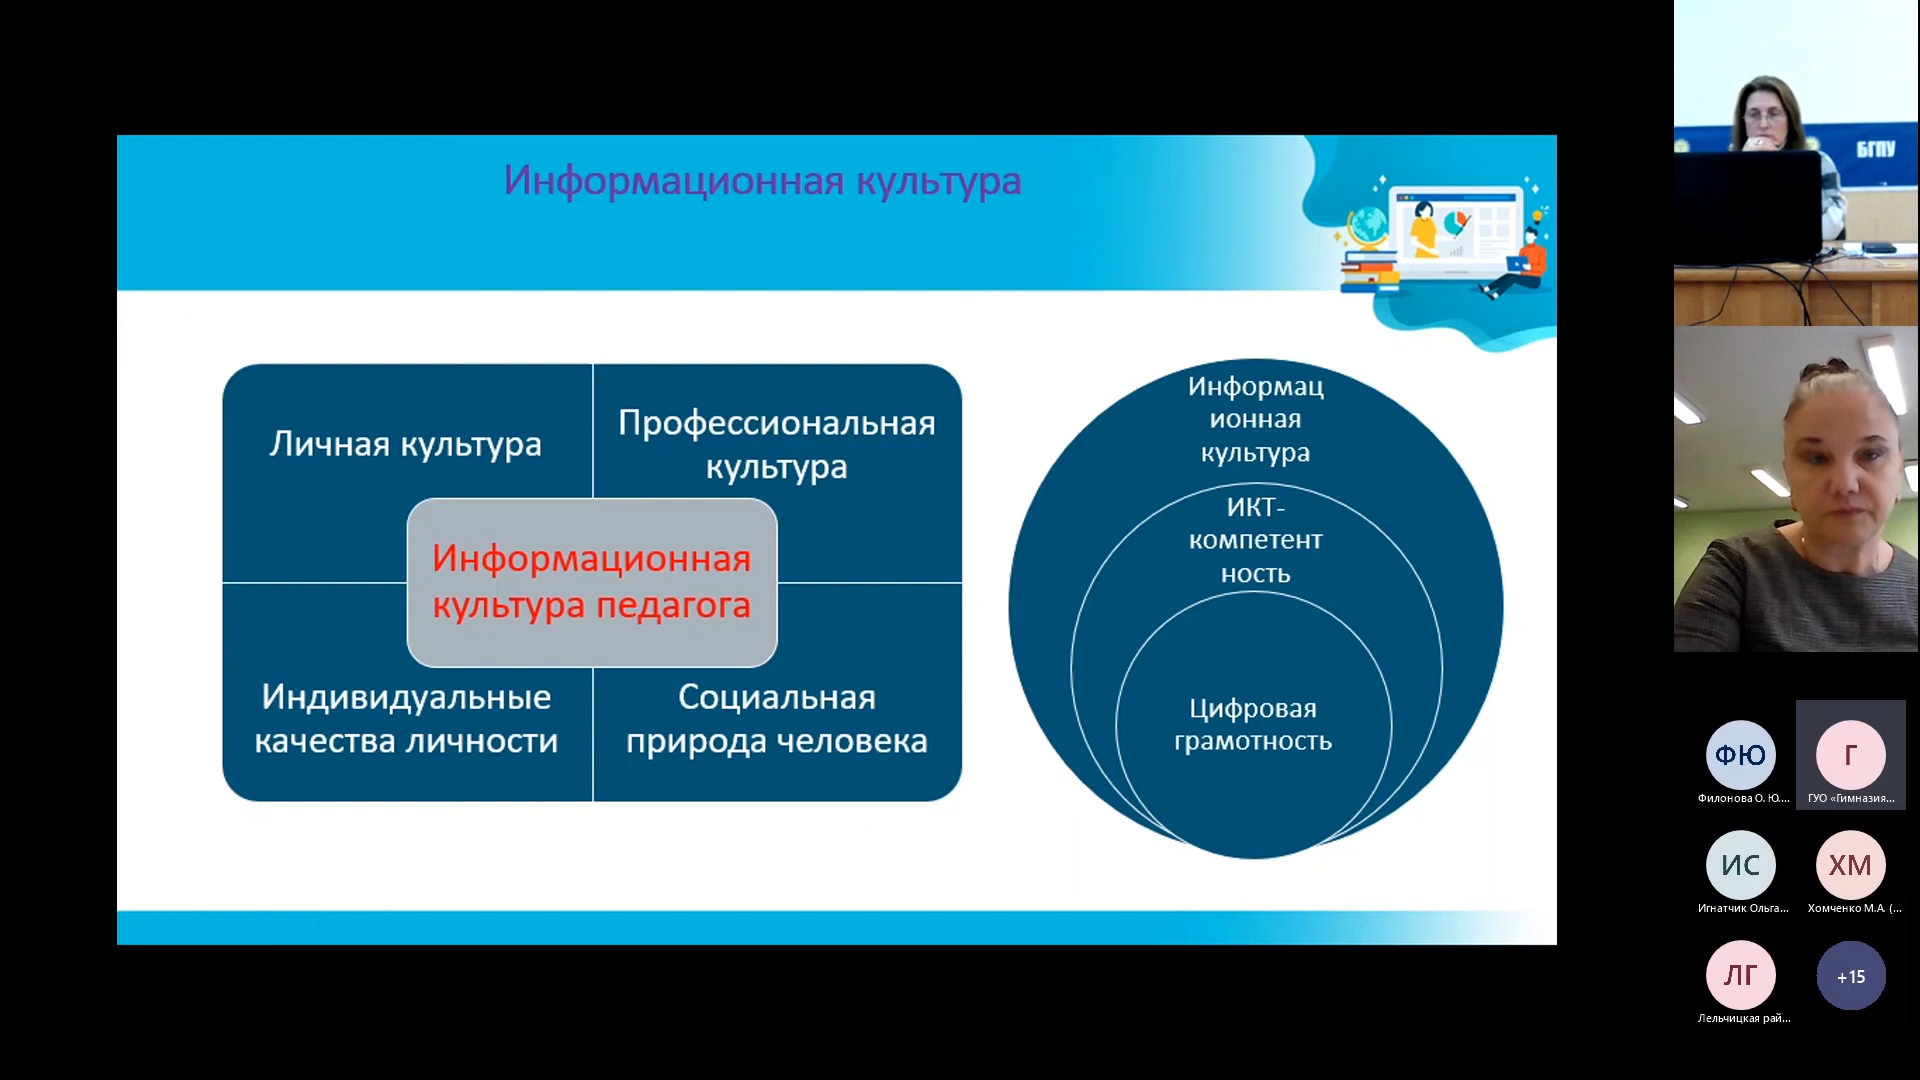 Информационная культура
Личная культура
Профессиональная
культура
Информационная
культура педагога
Индивидуальные
качества личности
Социальная
природа человека
Информац
ионная
культура
ИКТ-
компетент
ность
Цифровая
грамотность
БГПУ
ФЮ
Филонова О. Ю....
Г
ГУО «Гимназия...
ИС
Игнатчик Ольга...
ХМ
Хомченко М.А. (...
ЛГ
Лельчицкая рай...
+15